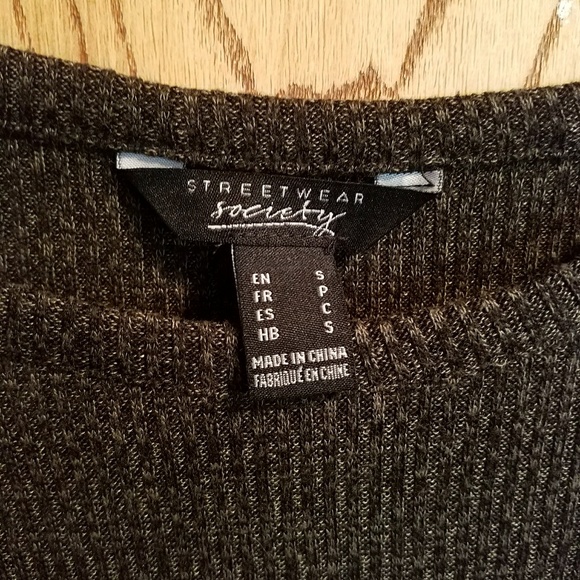 STREETWEAR
society
EN S
FR P
ES C
HB S
MADE IN CHINA
FABRIQUÉ EN CHINE